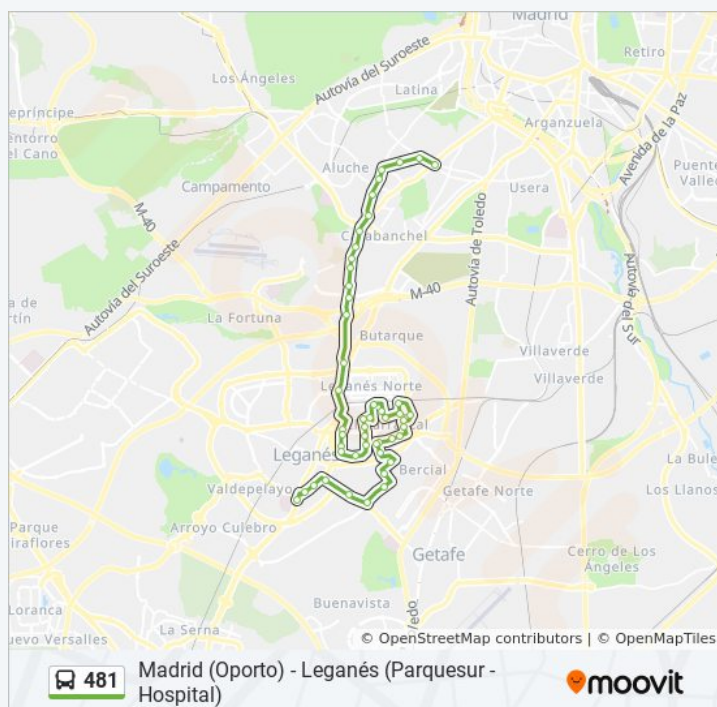 Madrid
Retiro
Los Ángeles
Autovía del Suroeste
Latina
Arganzuela
Avenida de la Paz
epríncipe
entorro
el Cano
Aluche
Campamento
Usera
Puente
Vallec
M-40
Carabanchel
Autovía de Toledo
Autovía del Suroeste
M-40
Autovía del Sur
a de
rtín
La Fortuna
Butarque
Villaverde
Villaverde
Leganés Norte
Leganés
Bercial
La Bule
Valdepelayo
Getafe Norte
Los Llanos
Parque
iraflores
Arroyo Culebro
Getafe
Cerro de Los
Ángeles
Loranca
Buenavista
uevo Versalles
La Serna
© OpenStreetMap contributors | © OpenMapTiles
481
Madrid (Oporto) - Leganés (Parquesur -
Hospital)
moovit